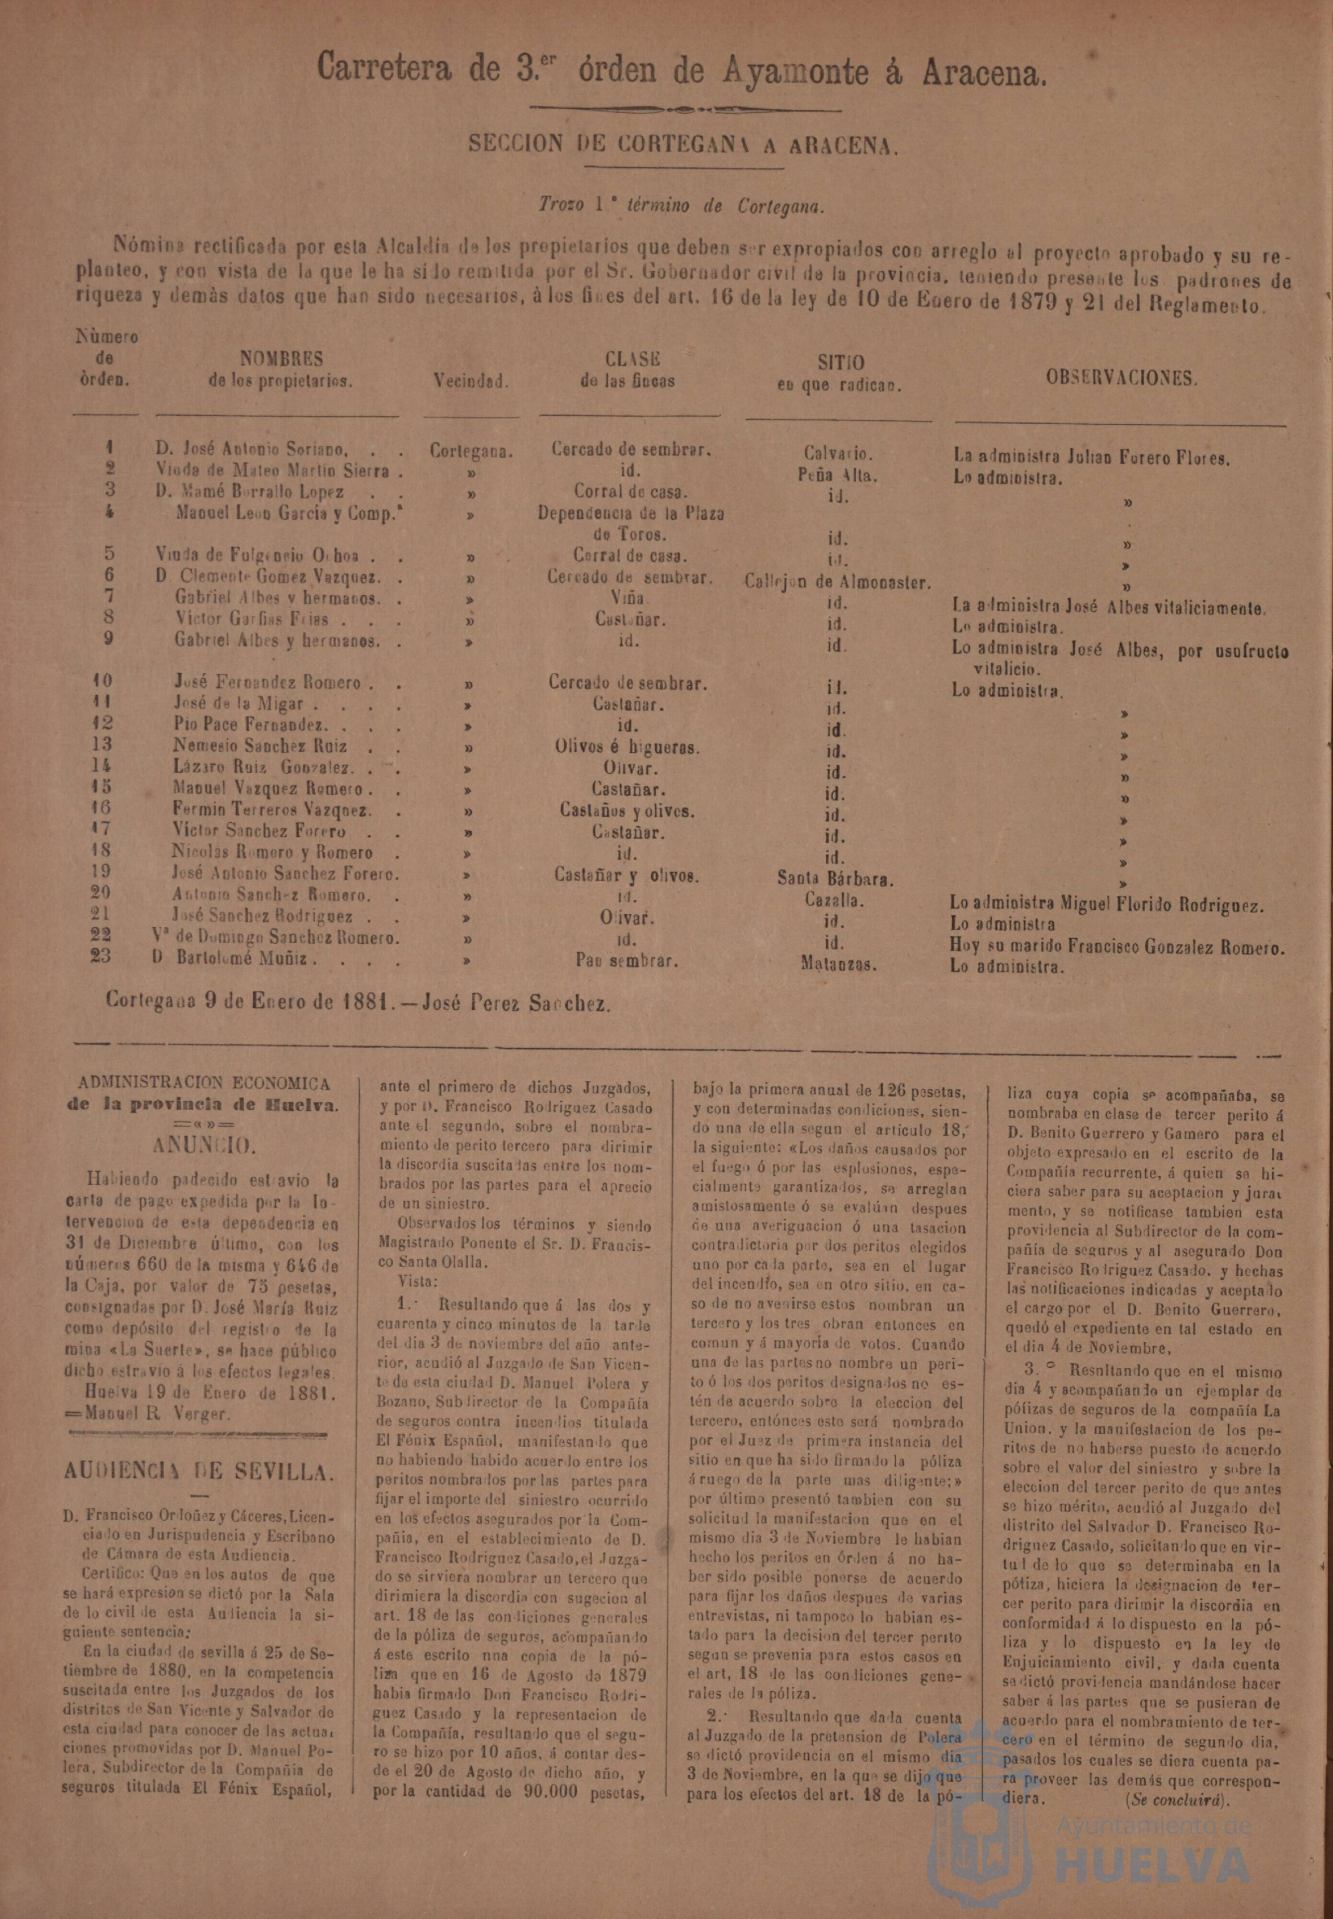 Carretera de 3.er órden de Ayamonte á Aracena.
SECCION DE CORTEGANA A ARACENA.
Trozo 1.º término de Cortegana.
Nómina rectificada por esta Alcaldía de los propietarios que deben ser expropiados con arreglo al proyecto aprobado y su re-
planteo, y con vista de la que le ha sido remitida por el Sr. Gobernador civil de la provincia, teniendo presente los padrones de
riqueza y demàs datos que han sido necesarios, à los fines del art. 16 de la ley de 10 de Enero de 1879 y 21 del Reglamento.
Nùmero de òrden. NOMBRES de los propietarios. Vecindad. CLASE de las fincas SITIO en que radican. OBSERVACIONES.
1 D. José Antonio Soriano, . . Cortegana. Cercado de sembrar. Calvario. La administra Julian Forero Flores.
2 Viuda de Mateo Martin Sierra . » id. Peña Alta. Lo administra.
3 D. Mamé Borrallo Lopez . . » Corral de casa. id. »
4 Manuel Leon García y Comp.ª » Dependencia de la Plaza
de Toros. id. »
5 Viuda de Fulgencio Ochoa . . » Corral de casa. id. »
6 D. Clemente Gomez Vazquez. . » Cercado de sembrar. Callejon de Almonaster. »
7 Gabriel Albes y hermanos. . » Viña. id. La administra José Albes vitaliciamente.
8 Victor Garfias Frias . . . » Castañar. id. Lo administra.
9 Gabriel Albes y hermanos. . » id. id. Lo administra José Albes, por usufructo
vitalicio.
10 José Fernandez Romero . . » Cercado de sembrar. id. Lo administra.
11 José de la Migar . . . . » Castañar. id. »
12 Pio Pace Fernandez. . . . » id. id. »
13 Nemesio Sanchez Ruiz . . » Olivos é higueras. id. »
14 Lázaro Ruiz Gonzalez. . . » Olivar. id. »
15 Manuel Vazquez Romero . . » Castañar. id. »
16 Fermin Terreros Vazquez. . » Castaños y olivos. id. »
17 Victor Sanchez Forero . . » Castañar. id. »
18 Nicolás Romero y Romero . » id. id. »
19 José Antonio Sanchez Forero. » Castañar y olivos. Santa Bárbara. »
20 Antonio Sanchez Romero. . » id. Cazalla. Lo administra Miguel Florido Rodriguez.
21 José Sanchez Rodriguez . . » Olivar. id. Lo administra
22 Vª de Domingo Sanchez Romero. » id. id. Hoy su marido Francisco Gonzalez Romero.
23 D. Bartolomé Muñiz . . . . » Pan sembrar. Matanzas. Lo administra.
Cortegana 9 de Enero de 1881.—José Perez Sanchez.
ADMINISTRACION ECONOMICA
de la provincia de Huelva.
ANUNCIO.
Habiendo padecido estravio la
carta de pago expedida por la In-
tervencion de esta dependencia en
31 de Diciembre último, con los
números 660 de la misma y 646 de
la Caja, por valor de 75 pesetas,
consignadas por D. José María Ruiz
como depósito del registro de la
mina «La Suerte», se hace público
dicho estravio á los efectos legales.
Huelva 19 de Enero de 1881.
=Manuel R. Verger.
AUDIENCIA DE SEVILLA.
D. Francisco Ordoñez y Cáceres, Licen-
ciado en Jurispudencia y Escribano
de Cámara de esta Audiencia.
Certifico: Que en los autos de que
se hará expresion se dictó por la Sala
de lo civil de esta Audiencia la si-
guiente sentencia;
En la ciudad de sevilla á 25 de Se-
tiembre de 1880, en la competencia
suscitada entre los Juzgados de los
distritos de San Vicente y Salvador de
esta ciudad para conocer de las actua-
ciones promovidas por D. Manuel Po-
lera, Subdirector de la Compañia de
seguros titulada El Fénix Español,
ante el primero de dichos Juzgados,
y por D. Francisco Rodriguez Casado
ante el segundo, sobre el nombra-
miento de perito tercero para dirimir
la discordia suscitadas entre los nom-
brados por las partes para el aprecio
de un siniestro.
Observados los términos y siendo
Magistrado Ponente el Sr. D. Francis-
co Santa Olalla.
Vista:
1.· Resultando que á las dos y
cuarenta y cinco minutos de la tarde
del dia 3 de noviembre del año ante-
rior, acudió al Juzgado de San Vicen-
te de esta ciudad D. Manuel Polera y
Bozano, Subdirector de la Compañía
de seguros contra incendios titulada
El Fénix Español, manifestando que
no habiendo habido acuerdo entre los
peritos nombrados por las partes para
fijar el importe del siniestro ocurrido
en los efectos asegurados por la Com-
pañia, en el establecimiento de D.
Francisco Rodriguez Casado, el Juzga-
do se sirviera nombrar un tercero que
dirimiera la discordia con sugecion al
art. 18 de las condiciones generales
de la póliza de seguros, acompañando
á este escrito una copia de la pó-
liza que en 16 de Agosto de 1879
habia firmado Don Francisco Rodri-
guez Casado y la representacion de
la Compañía, resultando que el segu-
ro se hizo por 10 años, á contar des-
de el 20 de Agosto de dicho año, y
por la cantidad de 90.000 pesetas,
bajo la primera anual de 126 pesetas,
y con determinadas condiciones, sien-
do una de ella segun el articulo 18,
la siguiente: «Los daños causados por
el fuego ó por las esplosiones, espe-
cialmente garantizados, se arreglan
amistosamente ó se evalúan despues
de una averiguacion ó una tasacion
contradictoria por dos peritos elegidos
uno por cada parte, sea en el lugar
del incendio, sea en otro sitio, en ca-
so de no avenirse estos nombran un
tercero y los tres obran entonces en
comun y á mayoría de votos. Cuando
una de las partes no nombre un peri-
to ó los dos peritos designados no es-
tén de acuerdo sobre la eleccion del
tercero, entónces este será nombrado
por el Juez de primera instancia del
sitio en que ha sido firmado la póliza
á ruego de la parte mas diligente;»
por último presentó tambien con su
solicitud la manifestacion que en el
mismo dia 3 de Noviembre le habian
hecho los peritos en órden á no ha-
ber sido posible ponerse de acuerdo
para fijar los daños despues de varias
entrevistas, ni tampoco lo habian es-
tado para la decision del tercer perito
segun se prevenia para estos casos en
el art, 18 de las condiciones gene-
rales de la póliza.
2.· Resultando que dada cuenta
al Juzgado de la pretension de Polera
se dictó providencia en el mismo dia
3 de Noviembre, en la que se dijo que
para los efectos del art. 18 de la pó-
liza cuya copia se acompañaba, se
nombraba en clase de tercer perito á
D. Benito Guerrero y Gamero para el
objeto expresado en el escrito de la
Compañia recurrente, á quien se hi-
ciera saber para su aceptacion y jura-
mento, y se notificase tambien esta
providencia al Subdirector de la com-
pañia de seguros y al asegurado Don
Francisco Rodriguez Casado, y hechas
las notificaciones indicadas y aceptado
el cargo por el D. Benito Guerrero,
quedó el expediente en tal estado en
el dia 4 de Noviembre,
3.º Resnltando que en el mismo
dia 4 y acompañando un ejemplar de
pólizas de seguros de la compañía La
Union, y la manifestacion de los pe-
ritos de no haberse puesto de acuerdo
sobre el valor del siniestro y sobre la
eleccion del tercer perito de que antes
se hizo mérito, acudió al Juzgado del
distrito del Salvador D. Francisco Ro-
driguez Casado, solicitando que en vir-
tud de lo que se determinaba en la
póliza, hiciera la designacion de ter-
cer perito para dirimir la discordia en
conformidad á lo dispuesto en la pó-
liza y lo dispuesto en la ley de
Enjuiciamiento civil, y dada cuenta
se dictó providencia mandándose hacer
saber á las partes que se pusieran de
acuerdo para el nombramiento de ter-
cero en el término de segundo dia,
pasados los cuales se diera cuenta pa-
ra proveer las demás que correspon-
diera. (Se concluirá).
Ayuntamiento de
HUELVA